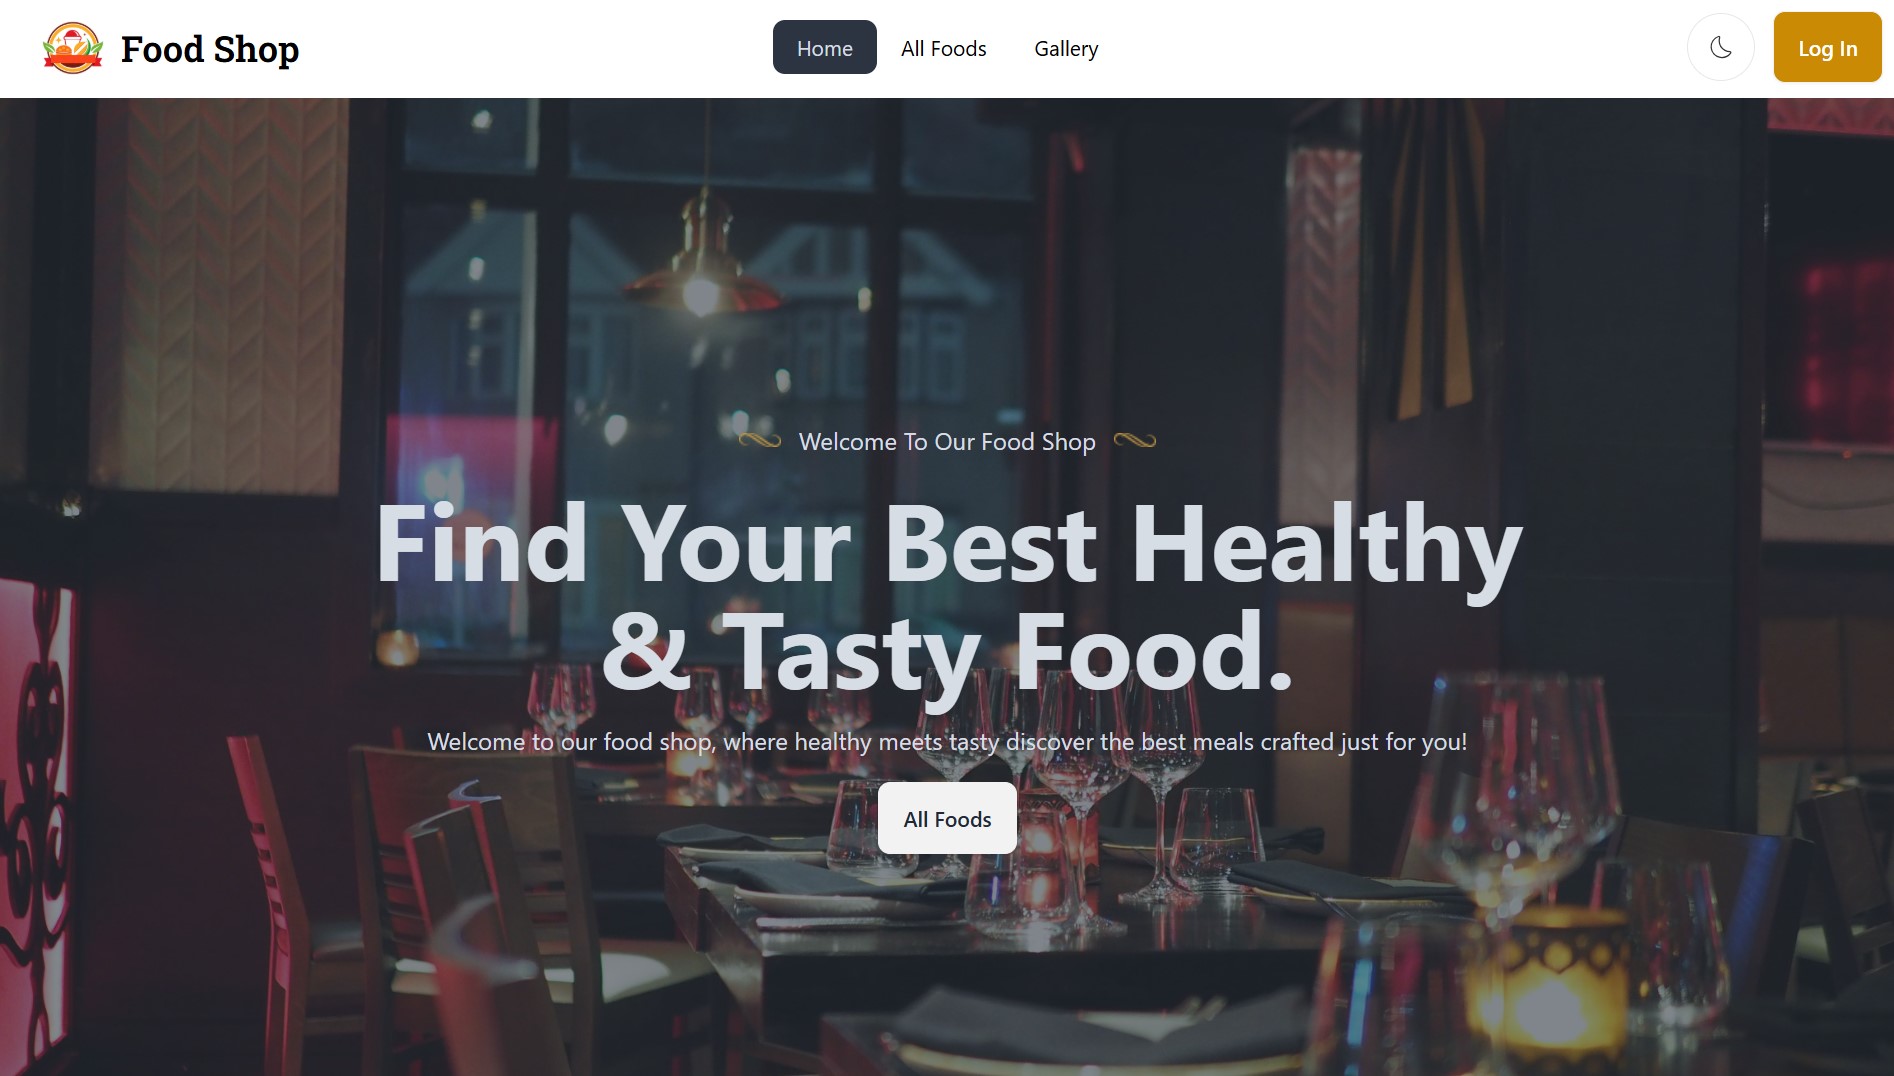 Food Shop
Home
All Foods
Gallery
Log In
Welcome To Our Food Shop
Find Your Best Healthy
& Tasty Food.
Welcome to our food shop, where healthy meets tasty discover the best meals crafted just for you!
All Foods